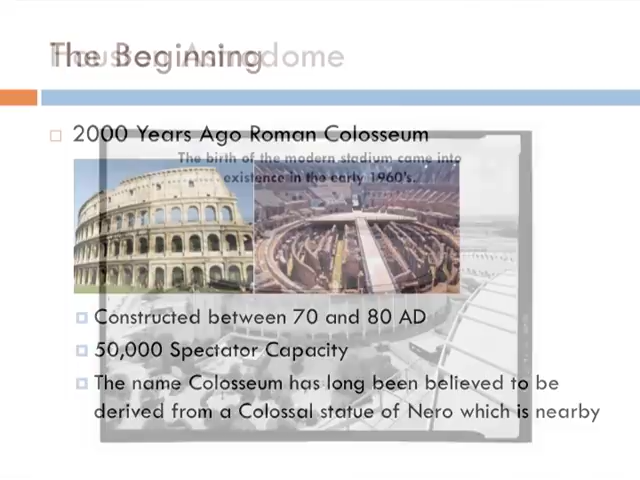 The Beginning
Houston Astrodome
2000 Years Ago Roman Colosseum
The birth of the modern stadium came into
existence in the early 1960's.
Constructed between 70 and 80 AD
50,000 Spectator Capacity
The name Colosseum has long been believed to be
derived from a Colossal statue of Nero which is nearby